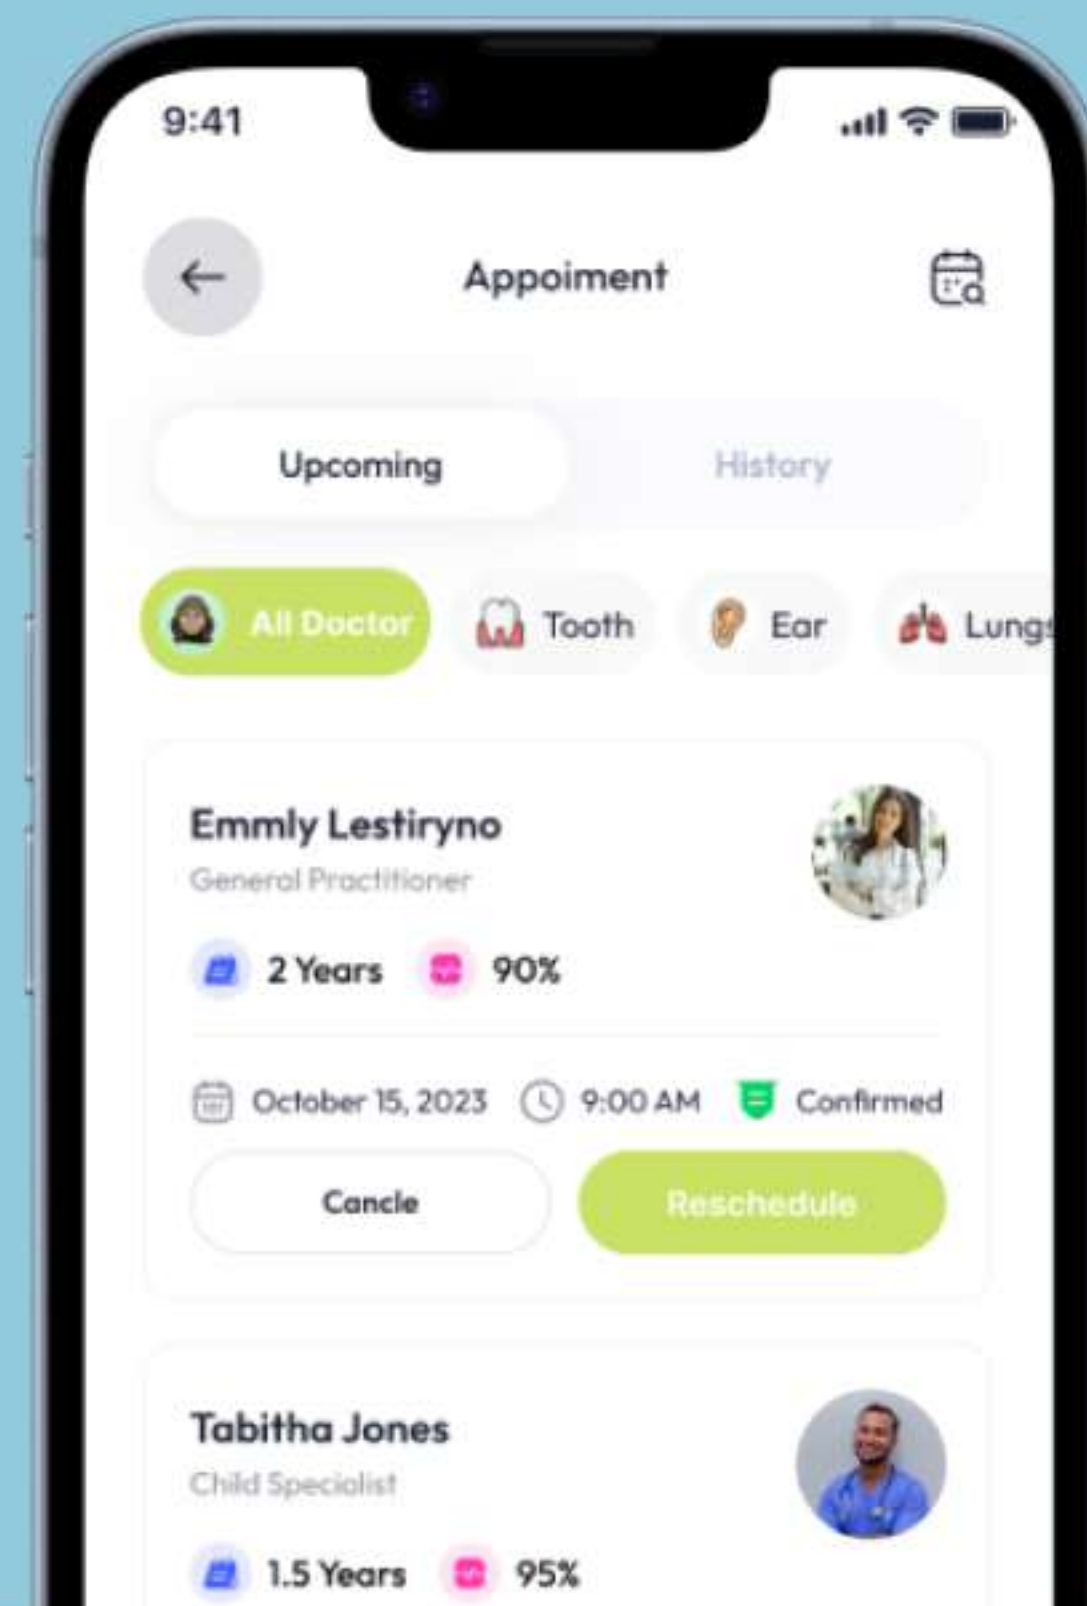 9:41
Appoiment
Upcoming History
All Doctor Tooth Ear Lungs
Emmly Lestiryno
General Practitioner
2 Years 90%
October 15, 2023 9:00 AM Confirmed
Cancle Reschedule
Tabitha Jones
Child Specialist
1.5 Years 95%